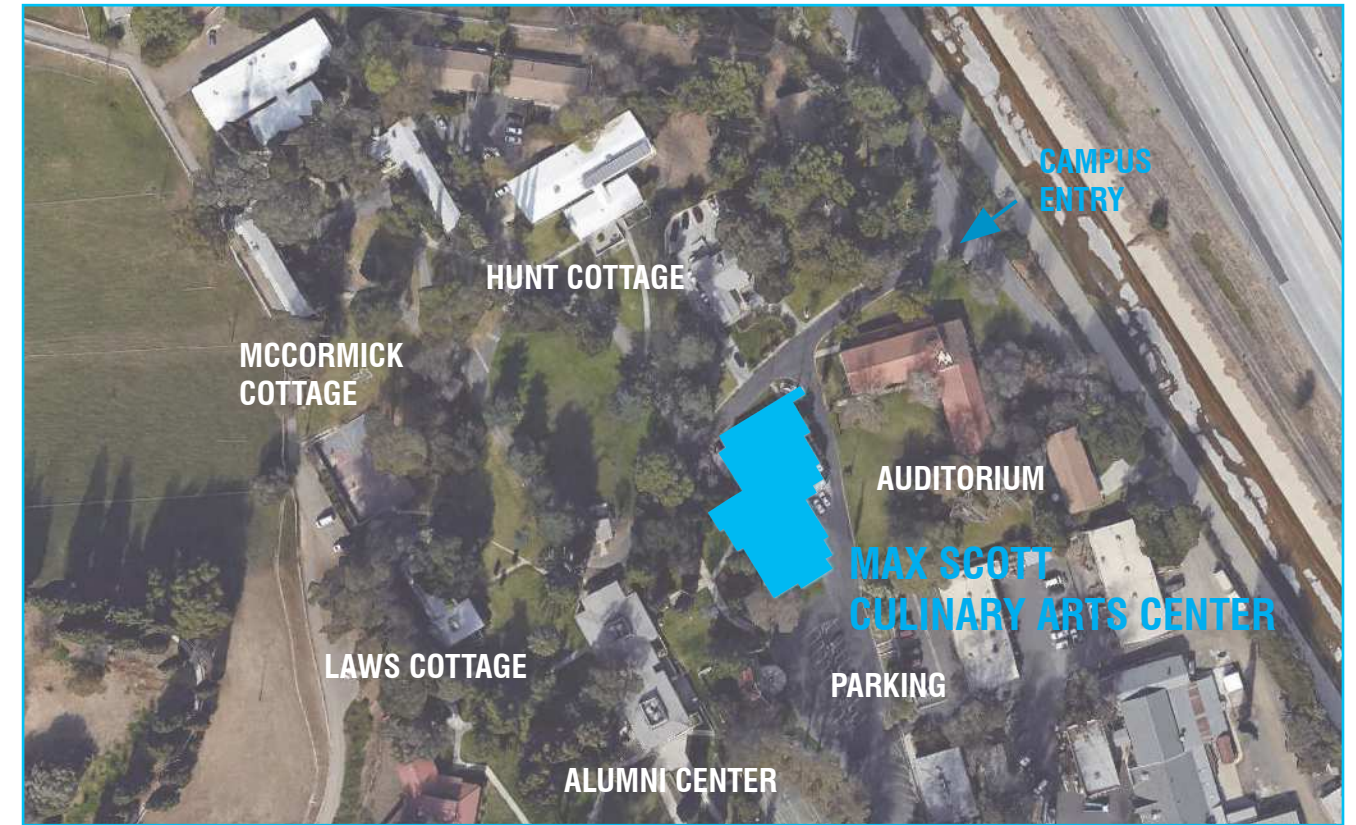 CAMPUS
ENTRY
HUNT COTTAGE
MCCORMICK
COTTAGE
AUDITORIUM
MAX SCOTT
CULINARY ARTS CENTER
LAWS COTTAGE
PARKING
ALUMNI CENTER